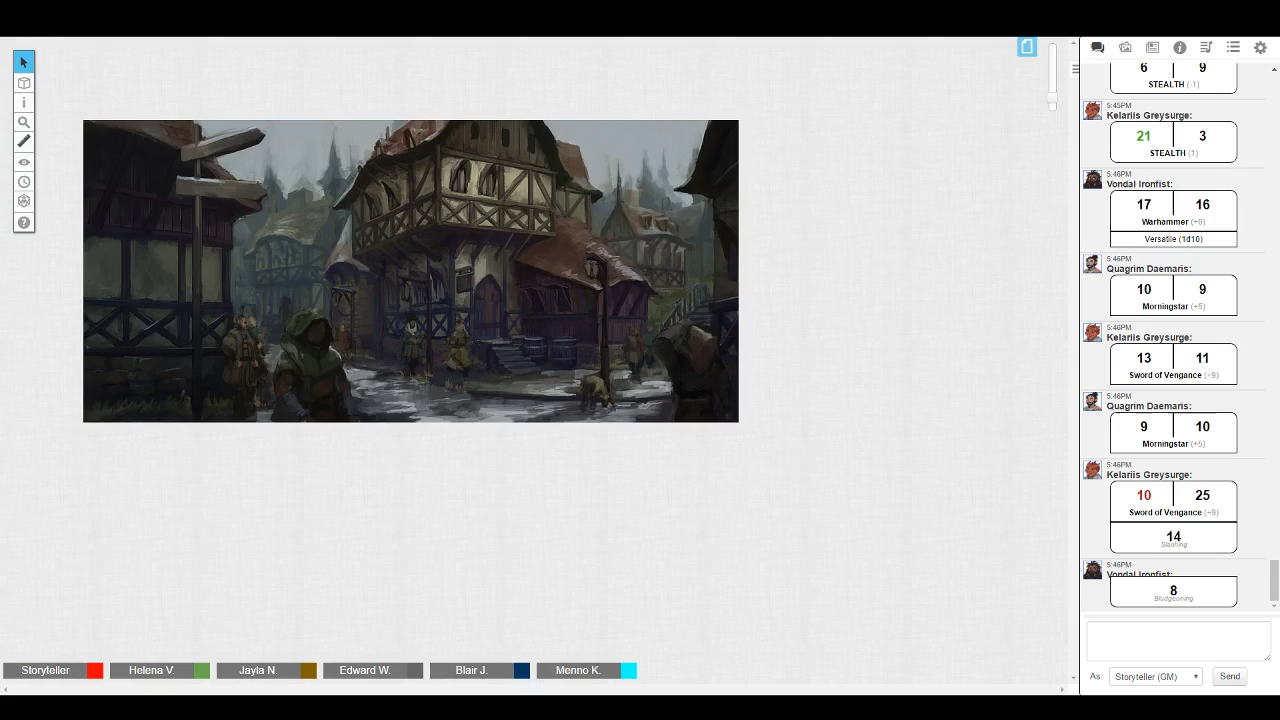 6 9
STEALTH (-1)
5:45PM
Kelariis Greysurge:
21 3
STEALTH (1)
5:46PM
Vondal Ironfist:
17 16
Warhammer (+6)
Versatile (1d10)
5:46PM
Quagrim Daemaris:
10 9
Morningstar (+5)
5:46PM
Kelariis Greysurge:
13 11
Sword of Vengance (+9)
5:46PM
Quagrim Daemaris:
9 10
Morningstar (+5)
5:46PM
Kelariis Greysurge:
10 25
Sword of Vengance (+9)
14
Slashing
5:46PM
Vondal Ironfist:
8
Bludgeoning
As: Storyteller (GM) Send
Storyteller Helena V. Jayla N. Edward W. Blair J. Menno K.